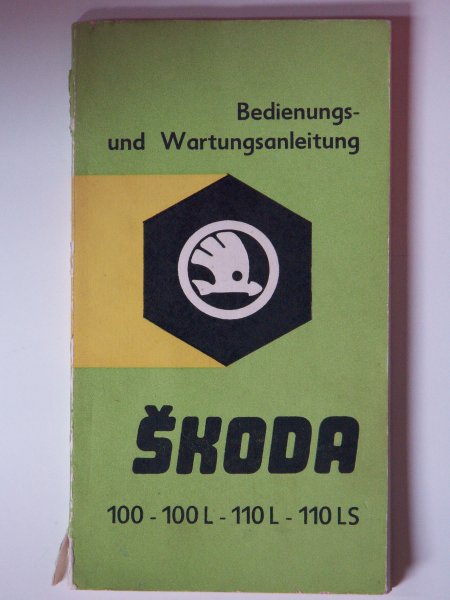 Bedienungs-
und Wartungsanleitung
ŠKODA
100 - 100 L - 110 L - 110 LS